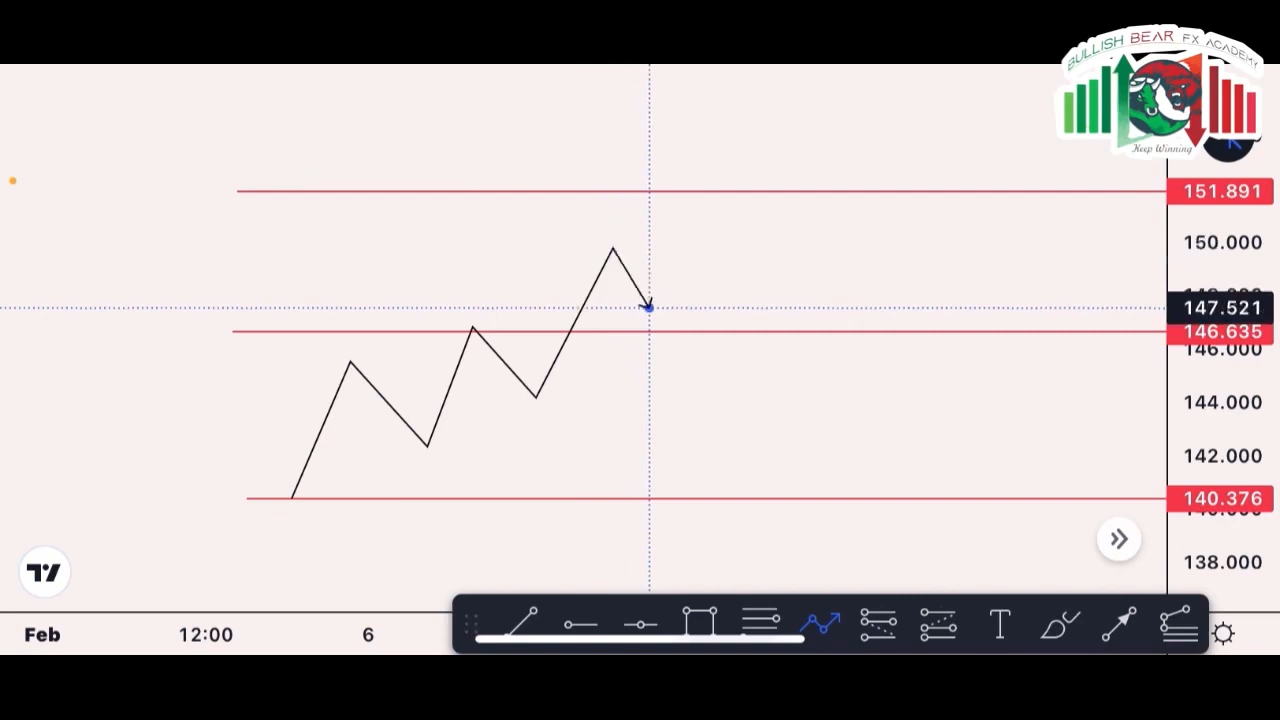 BULLISH BEAR FX ACADEMY
Keep Winning
151.891
150.000
147.521
146.635
146.000
144.000
142.000
140.376
138.000
Feb 12:00 6
T